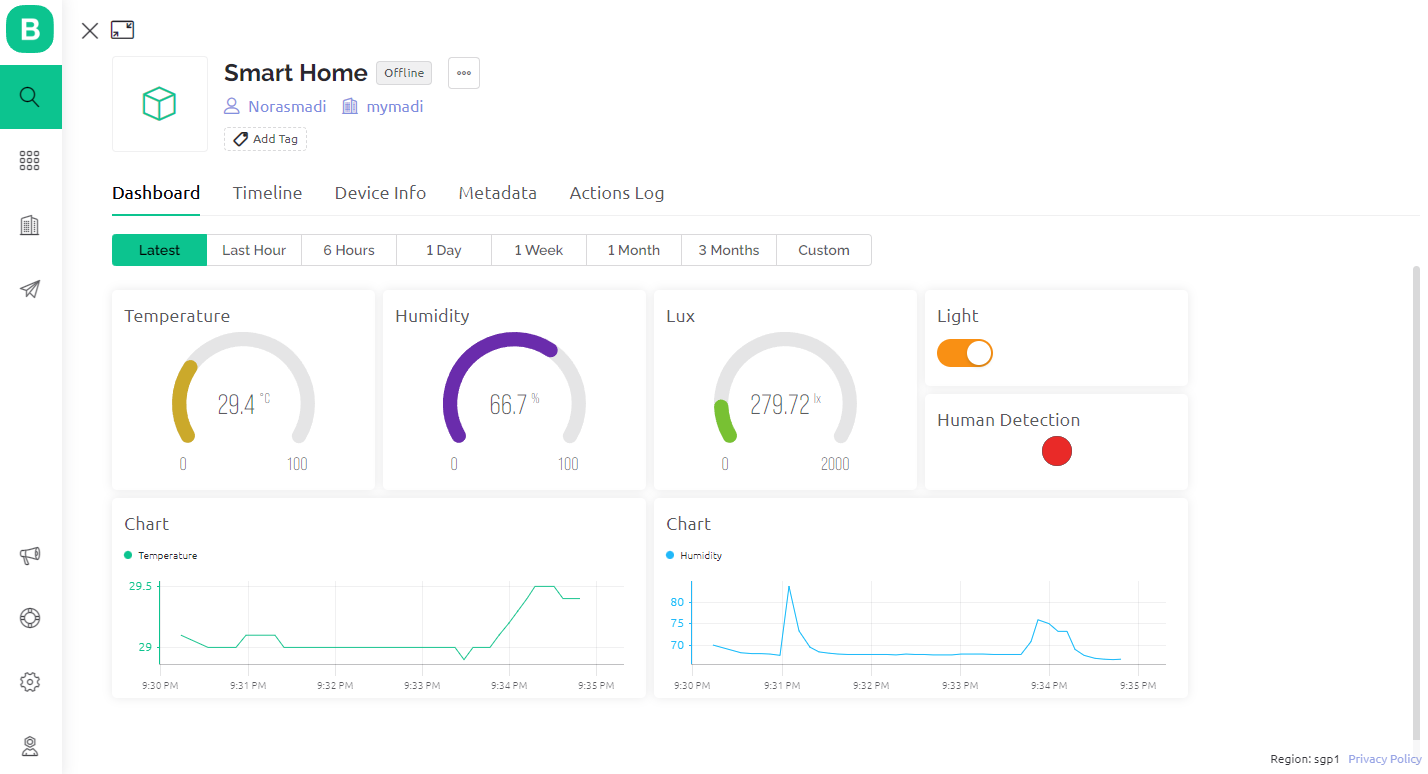 B
Smart Home Offline
Norasmadi mymadi
Add Tag
Dashboard Timeline Device Info Metadata Actions Log
Latest Last Hour 6 Hours 1 Day 1 Week 1 Month 3 Months Custom
Temperature
29.4 °C
0 100
Humidity
66.7 %
0 100
Lux
279.72 lx
0 2000
Light
Human Detection
Chart
Temperature
29.5
29
9:30 PM 9:31 PM 9:32 PM 9:33 PM 9:34 PM 9:35 PM
Chart
Humidity
80
75
70
9:30 PM 9:31 PM 9:32 PM 9:33 PM 9:34 PM 9:35 PM
Region: sgp1 Privacy Policy